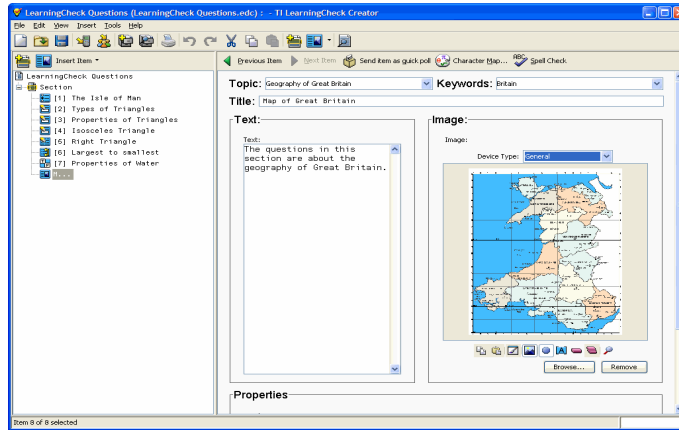 LearningCheck Questions (LearningCheck Questions.edc) : - TI LearningCheck Creator
File Edit View Insert Tools Help
Insert Item
Previous Item Next Item Send item as quick poll Character Map... ABC Spell Check
LearningCheck Questions
Section
[1] The Isle of Man
[2] Types of Triangles
[3] Properties of Triangles
[4] Isosceles Triangle
[5] Right Triangle
[6] Largest to smallest
[7] Properties of Water
M...
Topic: Geography of Great Britain Keywords: Britain
Title: Map of Great Britain
Text:
Text:
The questions in this
section are about the
geography of Great Britain.
Image:
Image:
Device Type: General
Browse... Remove
Properties
Item 8 of 8 selected